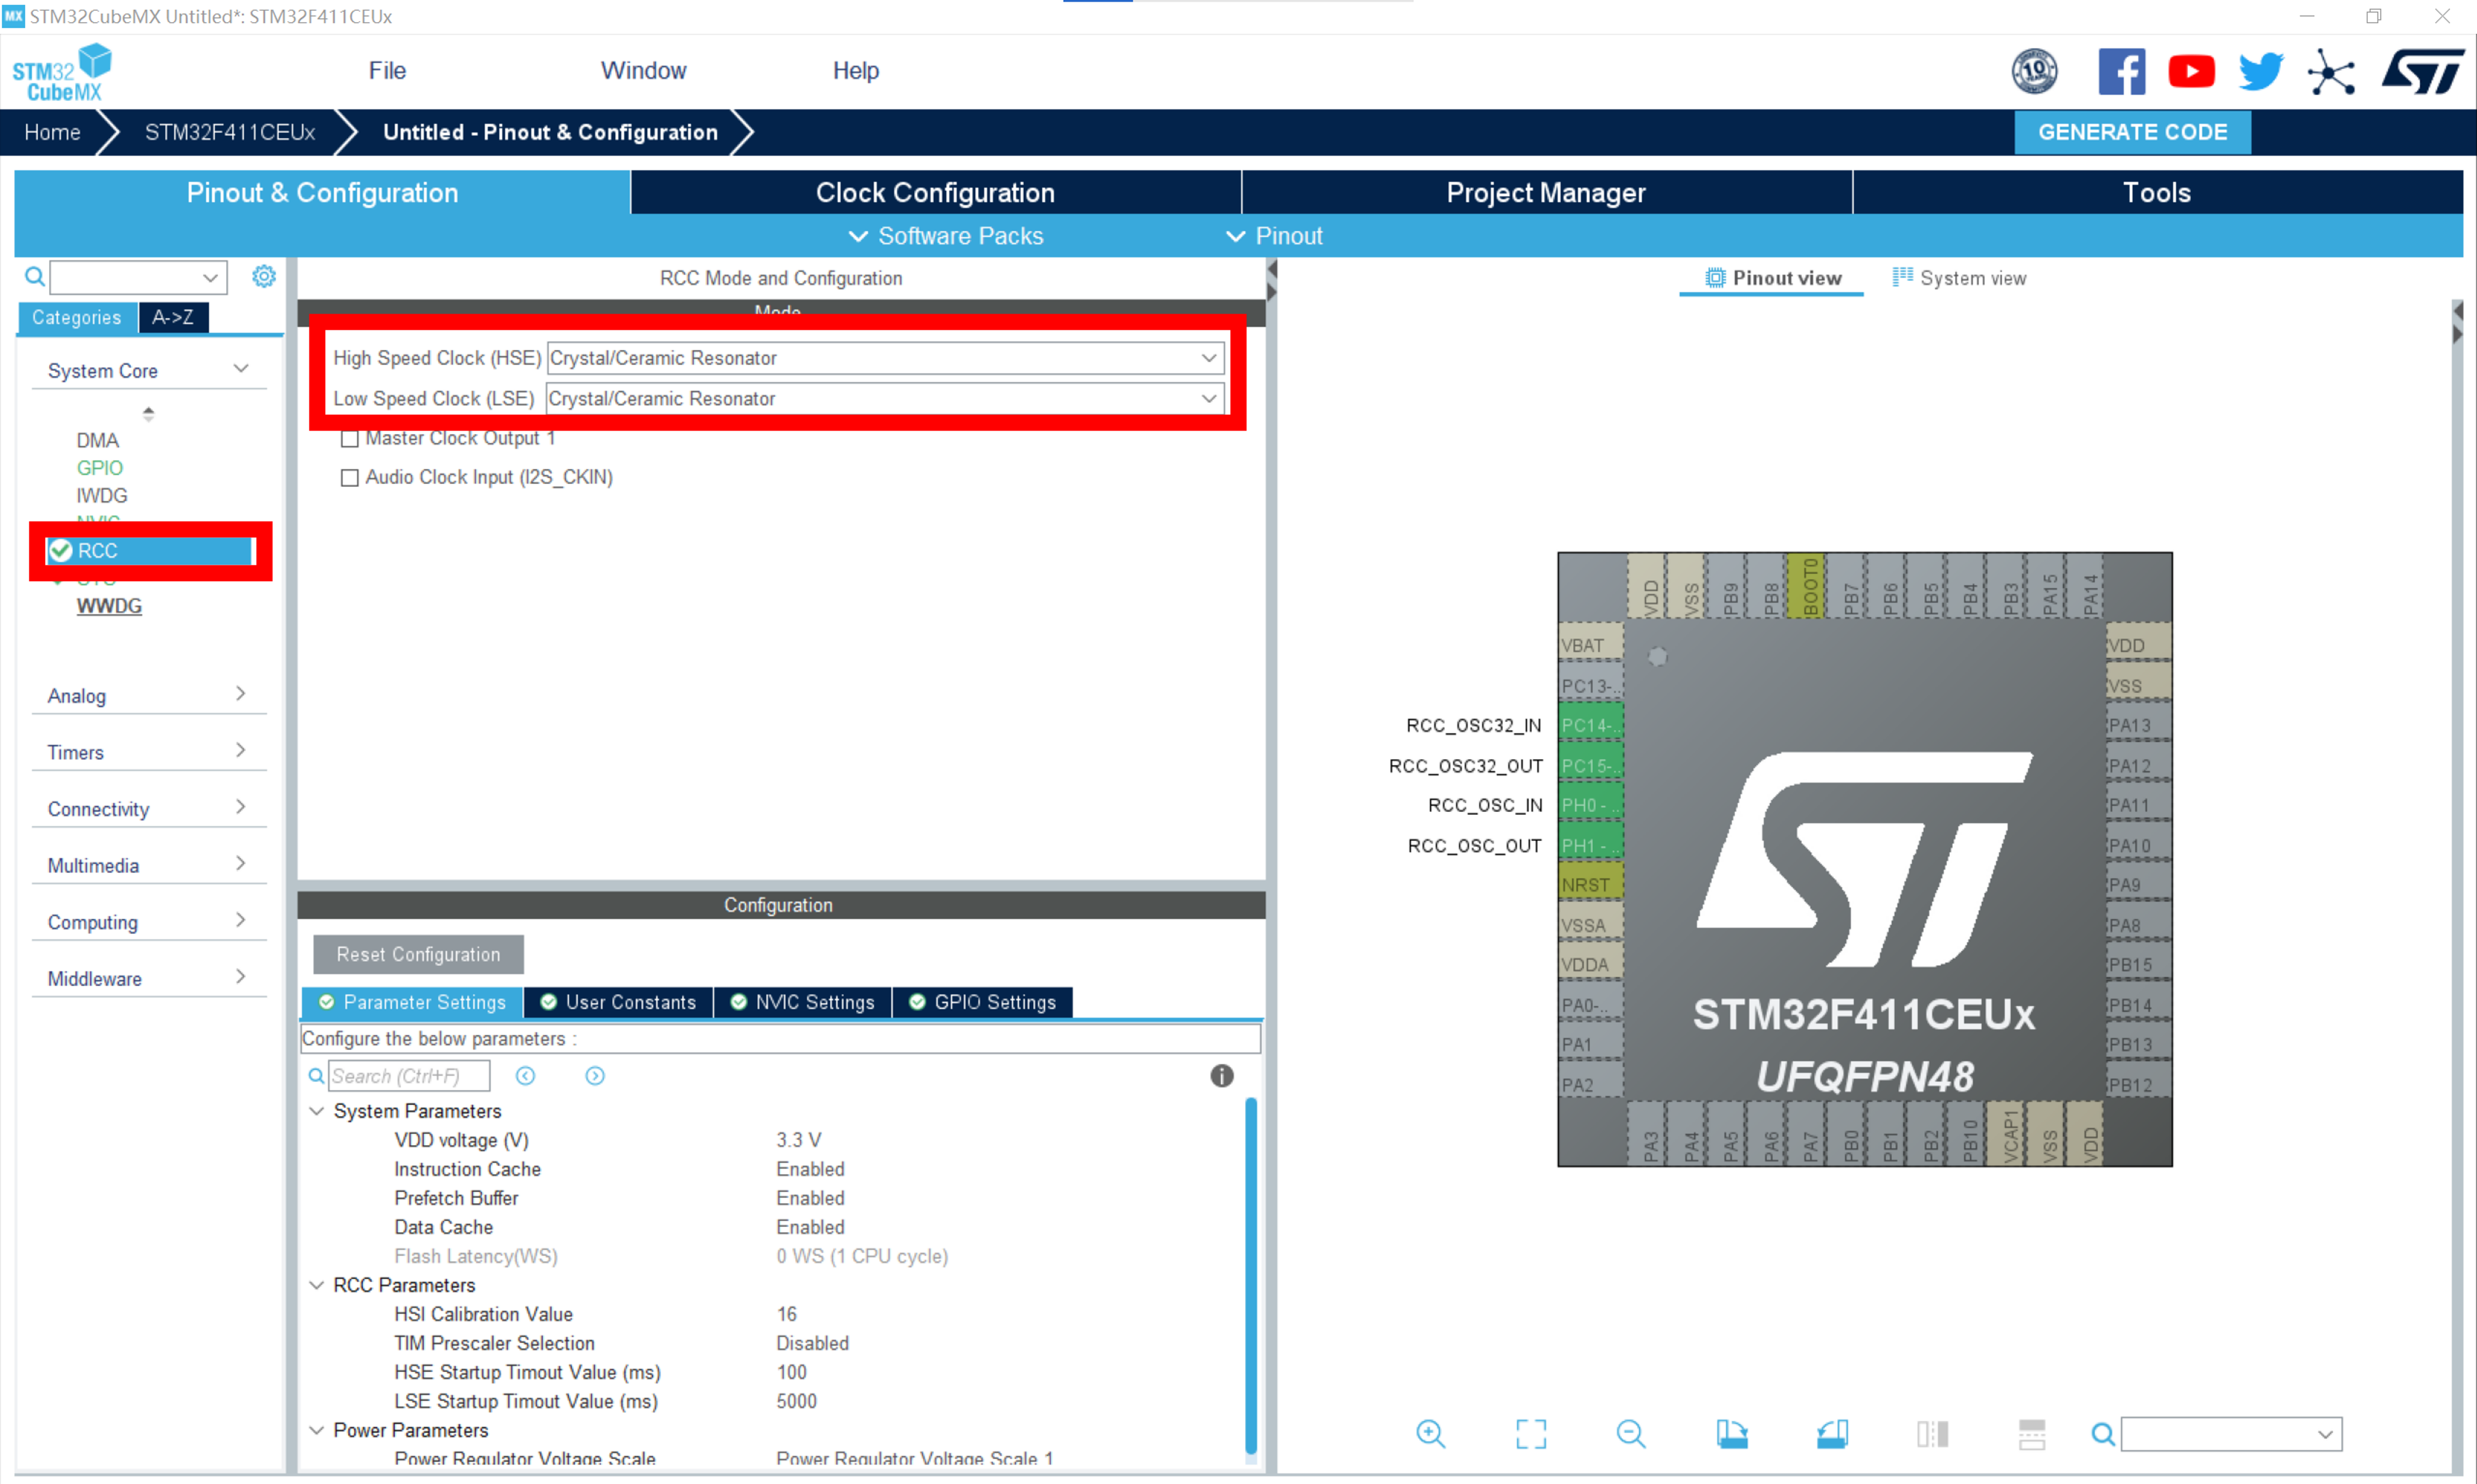 MX STM32CubeMX Untitled*: STM32F411CEUx
STM32
CubeMX
File
Window
Help
10
Home
STM32F411CEUx
Untitled - Pinout & Configuration
GENERATE CODE
Pinout & Configuration
Clock Configuration
Project Manager
Tools
Software Packs
Pinout
RCC Mode and Configuration
Pinout view
System view
Categories
A->Z
Mode
System Core
High Speed Clock (HSE) Crystal/Ceramic Resonator
Low Speed Clock (LSE) Crystal/Ceramic Resonator
Master Clock Output 1
Audio Clock Input (I2S_CKIN)
DMA
GPIO
IWDG
NVIC
RCC
WWDG
Analog
Timers
Connectivity
Multimedia
Computing
Middleware
Configuration
Reset Configuration
Parameter Settings
User Constants
NVIC Settings
GPIO Settings
Configure the below parameters :
Search (Ctrl+F)
System Parameters
VDD voltage (V) 3.3 V
Instruction Cache Enabled
Prefetch Buffer Enabled
Data Cache Enabled
Flash Latency(WS) 0 WS (1 CPU cycle)
RCC Parameters
HSI Calibration Value 16
TIM Prescaler Selection Disabled
HSE Startup Timout Value (ms) 100
LSE Startup Timout Value (ms) 5000
Power Parameters
Power Regulator Voltage Scale Power Regulator Voltage Scale 1
VDD VSS PB9 PB8 BOOT0 PB7 PB6 PB5 PB4 PB3 PA15 PA14
VBAT
PC13-..
RCC_OSC32_IN PC14-..
RCC_OSC32_OUT PC15-..
RCC_OSC_IN PH0 - ..
RCC_OSC_OUT PH1 - ..
NRST
VSSA
VDDA
PA0-..
PA1
PA2
VDD
VSS
PA13
PA12
PA11
PA10
PA9
PA8
PB15
PB14
PB13
PB12
STM32F411CEUx
UFQFPN48
PA3 PA4 PA5 PA6 PA7 PB0 PB1 PB2 PB10 VCAP1 VSS VDD